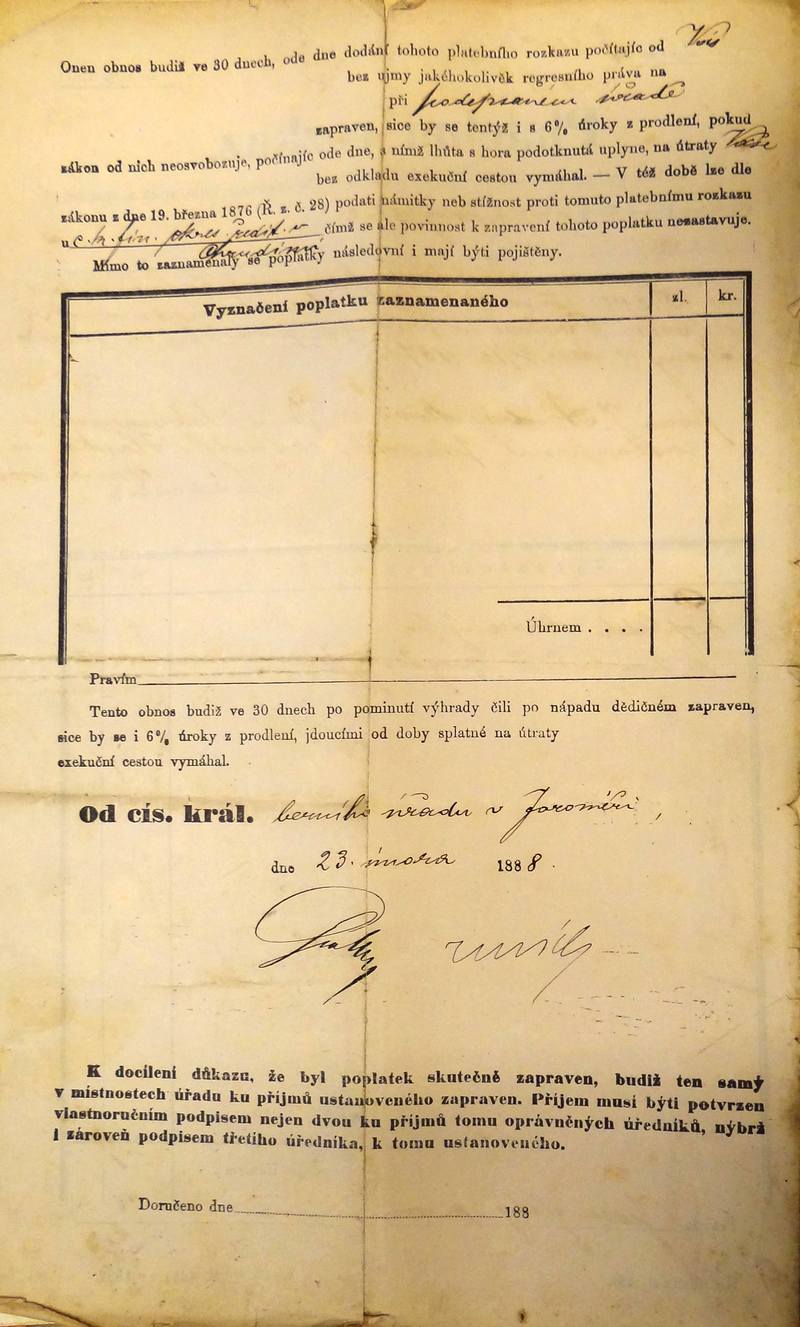 Onen obnos budiž ve 30 dnech, ode dne dodání tohoto platebního rozkazu počítajíc od
bez újmy jakéhokolivěk regresního práva na
při
zapraven, sice by se tentýž i s 6% úroky z prodlení, pokud
zákon od nich neosvobozuje, počínajíc ode dne, s nímž lhůta s hora podotknutá uplyne, na útraty
bez odkladu exekuční cestou vymáhal. — V též době lze dle
zákonu z dne 19. března 1876 (Ř. z. č. 28) podati námitky neb stížnost proti tomuto platebnímu rozkazu
u čímž se ale povinnost k zapravení tohoto poplatku nezastavuje.
Mimo to zaznamenaly se poplatky následovní i mají býti pojištěny.
Vyznačení poplatku zaznamenaného zl. kr.
Úhrnem . . . .
Pravím
Tento obnos budiž ve 30 dnech po pominutí výhrady čili po nápadu dědičném zapraven,
sice by se i 6% úroky z prodlení, jdoucími od doby splatné na útraty
exekuční cestou vymáhal.
Od cís. král. berního úřadu v Jaroměři,
dne 23. února 1888.
K docílení důkazu, že byl poplatek skutečně zapraven, budiž ten samý
v místnostech úřadu ku příjmů ustanoveného zapraven. Příjem musí býti potvrzen
vlastnoručním podpisem nejen dvou ku příjmů tomu oprávněných úředníků, nýbrž
i zároveň podpisem třetího úředníka, k tomu ustanoveného.
Doručeno dne 188